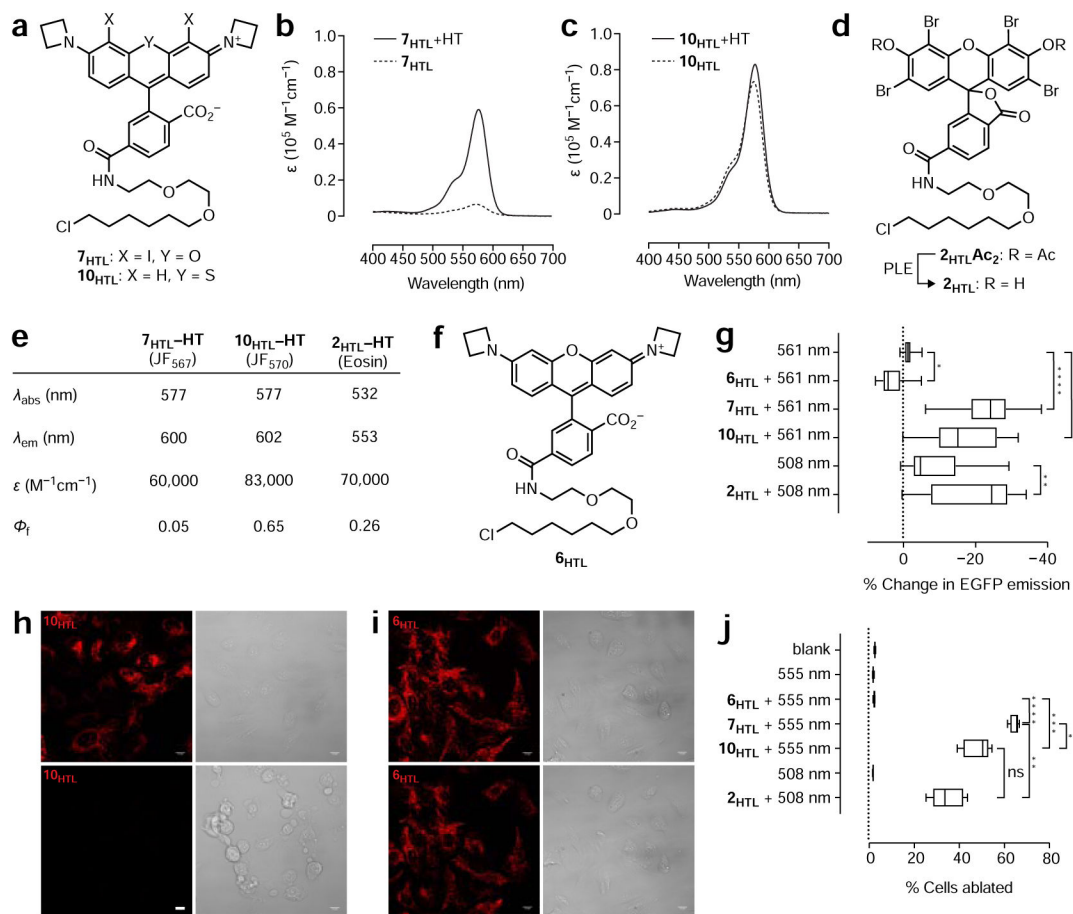 a
X
X
N
Y
N+
CO2−
O
HN
O
O
Cl
7HTL: X = I, Y = O
10HTL: X = H, Y = S
b
7HTL+HT
7HTL
ε (10⁵ M⁻¹cm⁻¹)
1.0
0.8
0.6
0.4
0.2
0
400 450 500 550 600 650 700
Wavelength (nm)
c
10HTL+HT
10HTL
ε (10⁵ M⁻¹cm⁻¹)
1.0
0.8
0.6
0.4
0.2
0
400 450 500 550 600 650 700
Wavelength (nm)
d
Br
Br
RO
O
OR
Br
Br
O
O
O
HN
O
O
Cl
2HTLAc2: R = Ac
PLE
2HTL: R = H
e
7HTL–HT 10HTL–HT 2HTL–HT
(JF567) (JF570) (Eosin)
λabs (nm) 577 577 532
λem (nm) 600 602 553
ε (M⁻¹cm⁻¹) 60,000 83,000 70,000
Φf 0.05 0.65 0.26
f
N
O
N+
CO2−
O
HN
O
O
Cl
6HTL
g
561 nm
6HTL + 561 nm
7HTL + 561 nm
10HTL + 561 nm
508 nm
2HTL + 508 nm
*
****
**
0 −20 −40
% Change in EGFP emission
h
10HTL
10HTL
i
6HTL
6HTL
j
blank
555 nm
6HTL + 555 nm
7HTL + 555 nm
10HTL + 555 nm
508 nm
2HTL + 508 nm
ns
****
**
***
*
0 20 40 60 80
% Cells ablated